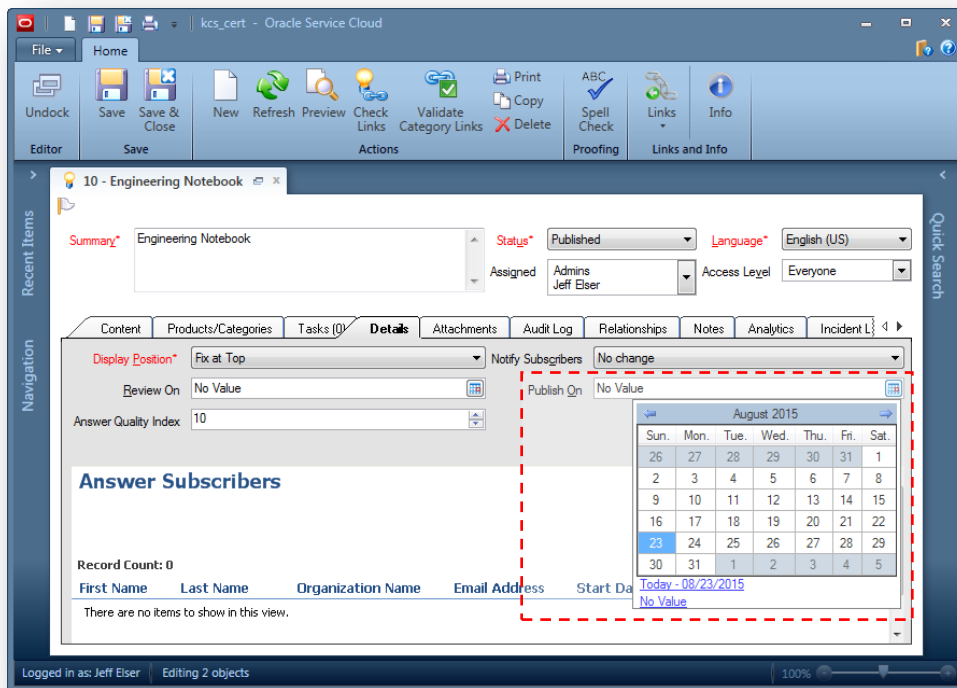 kcs_cert - Oracle Service Cloud
File Home
Undock Save Save & Close New Refresh Preview Check Links Validate Category Links Print Copy Delete ABC Spell Check Links Info
Editor Save Actions Proofing Links and Info
10 - Engineering Notebook
Recent Items
Navigation
Quick Search
Summary* Engineering Notebook Status* Published Language* English (US)
Assigned Admins
Jeff Elser
Access Level Everyone
Content Products/Categories Tasks (0) Details Attachments Audit Log Relationships Notes Analytics Incident L
Display Position* Fix at Top Notify Subscribers No change
Review On No Value Publish On No Value
Answer Quality Index 10
August 2015
Sun. Mon. Tue. Wed. Thu. Fri. Sat.
26 27 28 29 30 31 1
2 3 4 5 6 7 8
9 10 11 12 13 14 15
16 17 18 19 20 21 22
23 24 25 26 27 28 29
30 31 1 2 3 4 5
Today - 08/23/2015
No Value
Answer Subscribers
Record Count: 0
First Name Last Name Organization Name Email Address Start Da
There are no items to show in this view.
Logged in as: Jeff Elser Editing 2 objects 100%